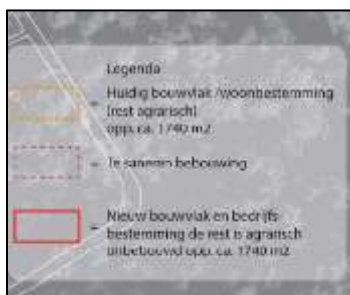 Legenda
Huidig bouwvlak /woonbestemming
(rest agrarisch)
opp. ca. 1740 m2
Te saneren bebouwing
Nieuw bouwvlak en bedrijfs-
bestemming de rest is agrarisch
unbebouwd opp. ca. 1740 m2